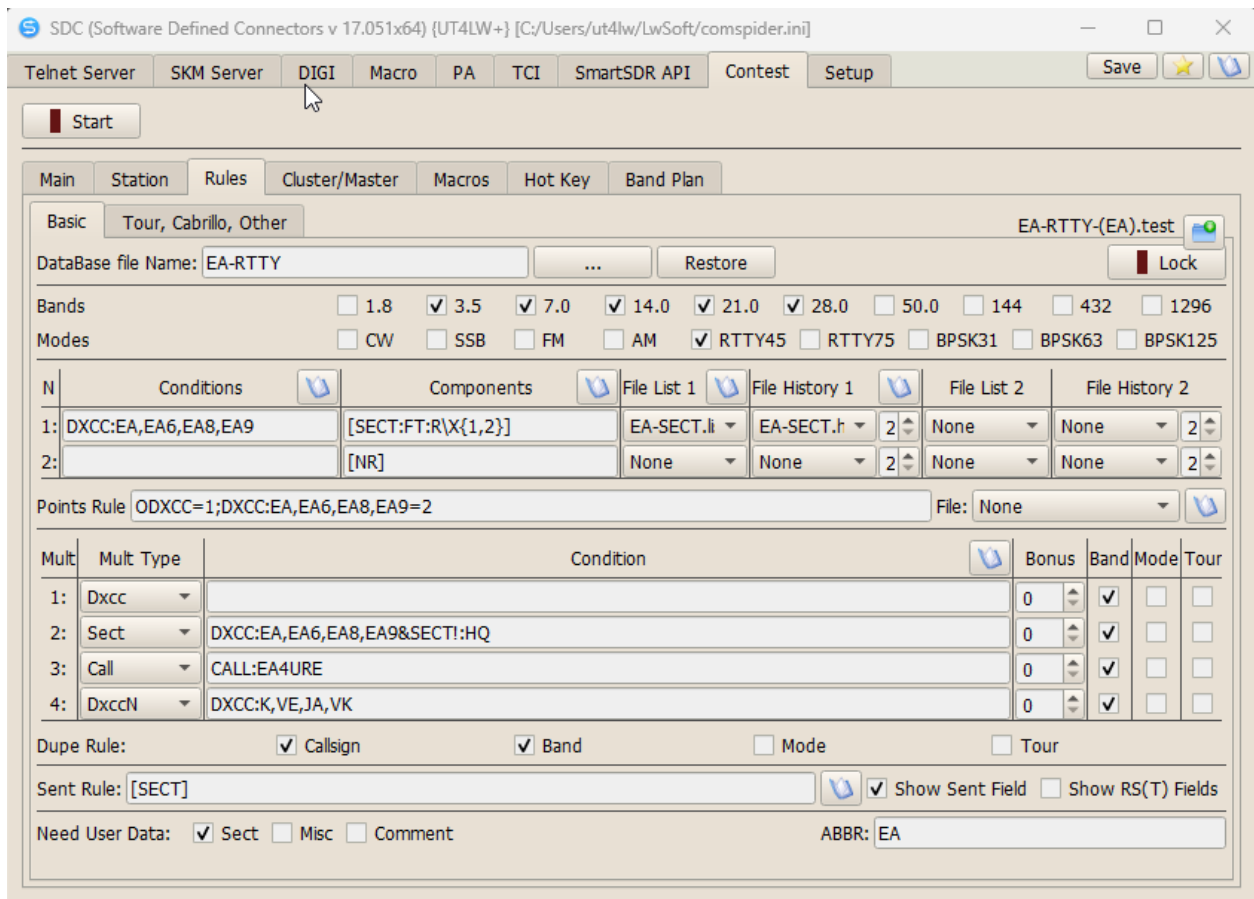 SDC (Software Defined Connectors v 17.051x64) {UT4LW+} [C:/Users/ut4lw/LwSoft/comspider.ini]
Telnet Server SKM Server DIGI Macro PA TCI SmartSDR API Contest Setup Save
Start
Main Station Rules Cluster/Master Macros Hot Key Band Plan
Basic Tour, Cabrillo, Other EA-RTTY-(EA).test
DataBase file Name: EA-RTTY ... Restore Lock
Bands 1.8 3.5 7.0 14.0 21.0 28.0 50.0 144 432 1296
Modes CW SSB FM AM RTTY45 RTTY75 BPSK31 BPSK63 BPSK125
N Conditions Components File List 1 File History 1 File List 2 File History 2
1: DXCC:EA,EA6,EA8,EA9 [SECT:FT:R\X{1,2}] EA-SECT.li EA-SECT.h 2 None None 2
2: [NR] None None 2 None None 2
Points Rule ODXCC=1;DXCC:EA,EA6,EA8,EA9=2 File: None
Mult Mult Type Condition Bonus Band Mode Tour
1: Dxcc 0
2: Sect DXCC:EA,EA6,EA8,EA9&SECT!:HQ 0
3: Call CALL:EA4URE 0
4: DxccN DXCC:K,VE,JA,VK 0
Dupe Rule: Callsign Band Mode Tour
Sent Rule: [SECT] Show Sent Field Show RS(T) Fields
Need User Data: Sect Misc Comment ABBR: EA